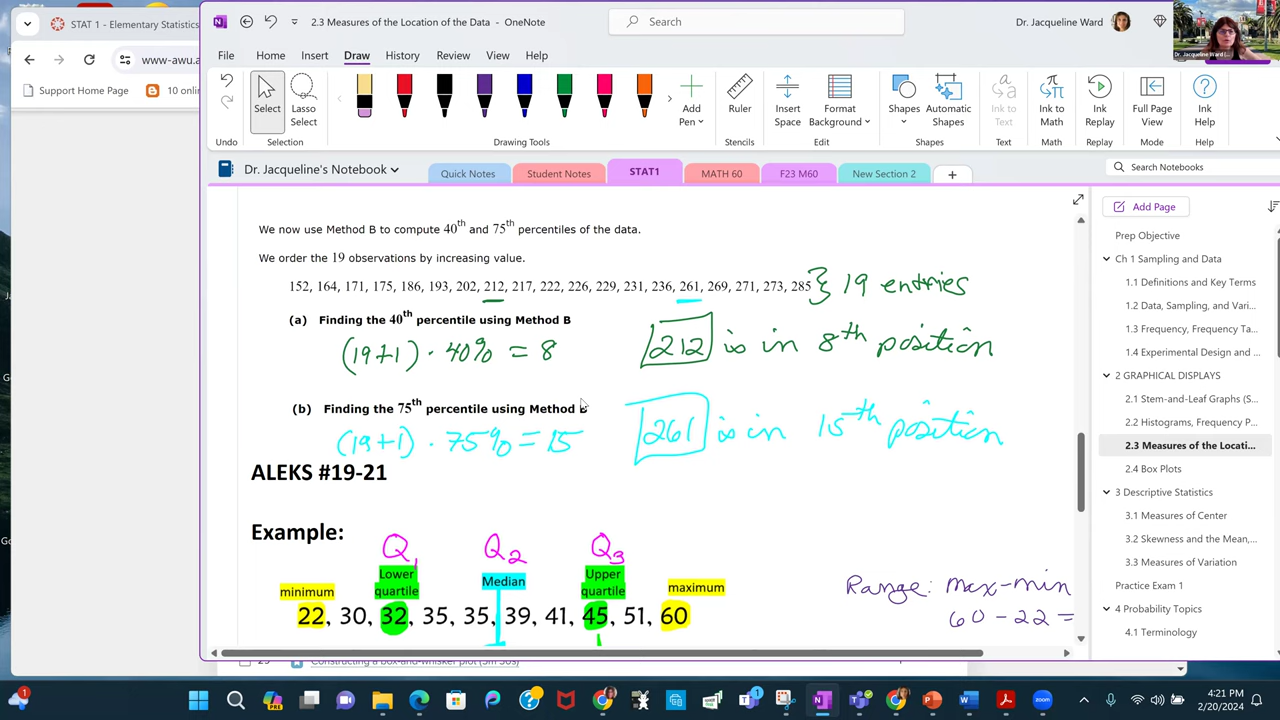 STAT 1 - Elementary Statistics
2.3 Measures of the Location of the Data - OneNote
Search
Dr. Jacqueline Ward
www-awu.a
Support Home Page
10 onlin
File
Home
Insert
Draw
History
Review
View
Help
Undo
Select
Lasso Select
Selection
Drawing Tools
Add Pen
Ruler
Stencils
Insert Space
Format Background
Edit
Shapes
Automatic Shapes
Shapes
Ink to Text
Text
Ink to Math
Math
Ink Replay
Replay
Full Page View
Mode
Ink Help
Help
Dr. Jacqueline's Notebook
Quick Notes
Student Notes
STAT1
MATH 60
F23 M60
New Section 2
Search Notebooks
We now use Method B to compute 40th and 75th percentiles of the data.
We order the 19 observations by increasing value.
152, 164, 171, 175, 186, 193, 202, 212, 217, 222, 226, 229, 231, 236, 261, 269, 271, 273, 285 } 19 entries
(a) Finding the 40th percentile using Method B
(19+1) · 40% = 8
212 is in 8th position
(b) Finding the 75th percentile using Method B
(19+1) · 75% = 15
261 is in 15th position
ALEKS #19-21
Example:
Q1 Q2 Q3
minimum
Lower quartile
Median
Upper quartile
maximum
22, 30, 32, 35, 35, 39, 41, 45, 51, 60
Range: max-min
60 - 22 =
Add Page
Prep Objective
Ch 1 Sampling and Data
1.1 Definitions and Key Terms
1.2 Data, Sampling, and Vari...
1.3 Frequency, Frequency Ta...
1.4 Experimental Design and ...
2 GRAPHICAL DISPLAYS
2.1 Stem-and-Leaf Graphs (S...
2.2 Histograms, Frequency P...
2.3 Measures of the Locati...
2.4 Box Plots
3 Descriptive Statistics
3.1 Measures of Center
3.2 Skewness and the Mean,...
3.3 Measures of Variation
Practice Exam 1
4 Probability Topics
4.1 Terminology
Constructing a box-and-whisker plot (5m 50s)
4:21 PM
2/20/2024